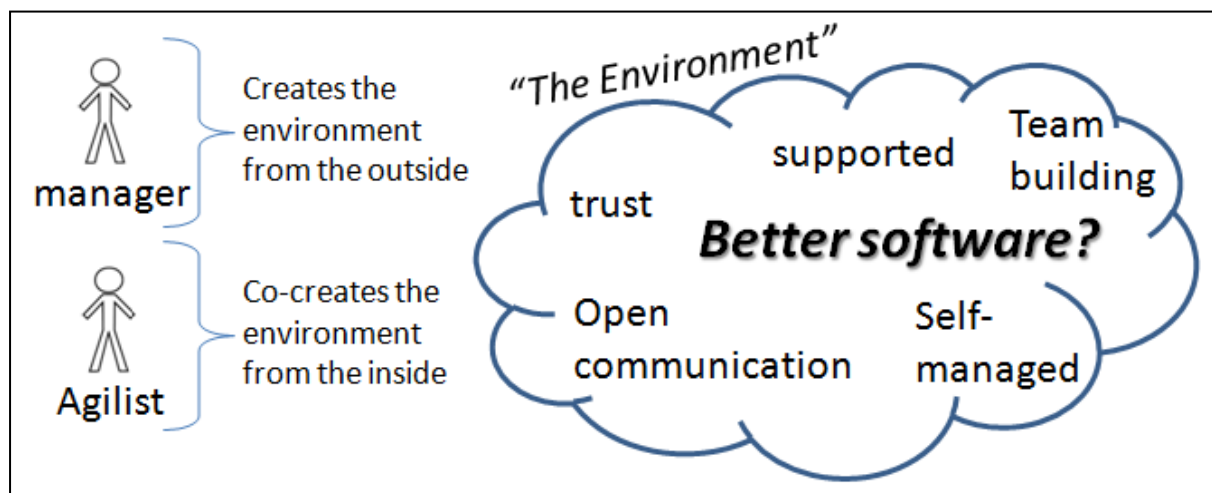 manager
Creates the
environment
from the outside
Agilist
Co-creates the
environment
from the inside
“The Environment”
supported
Team
building
trust
Better software?
Open
communication
Self-
managed